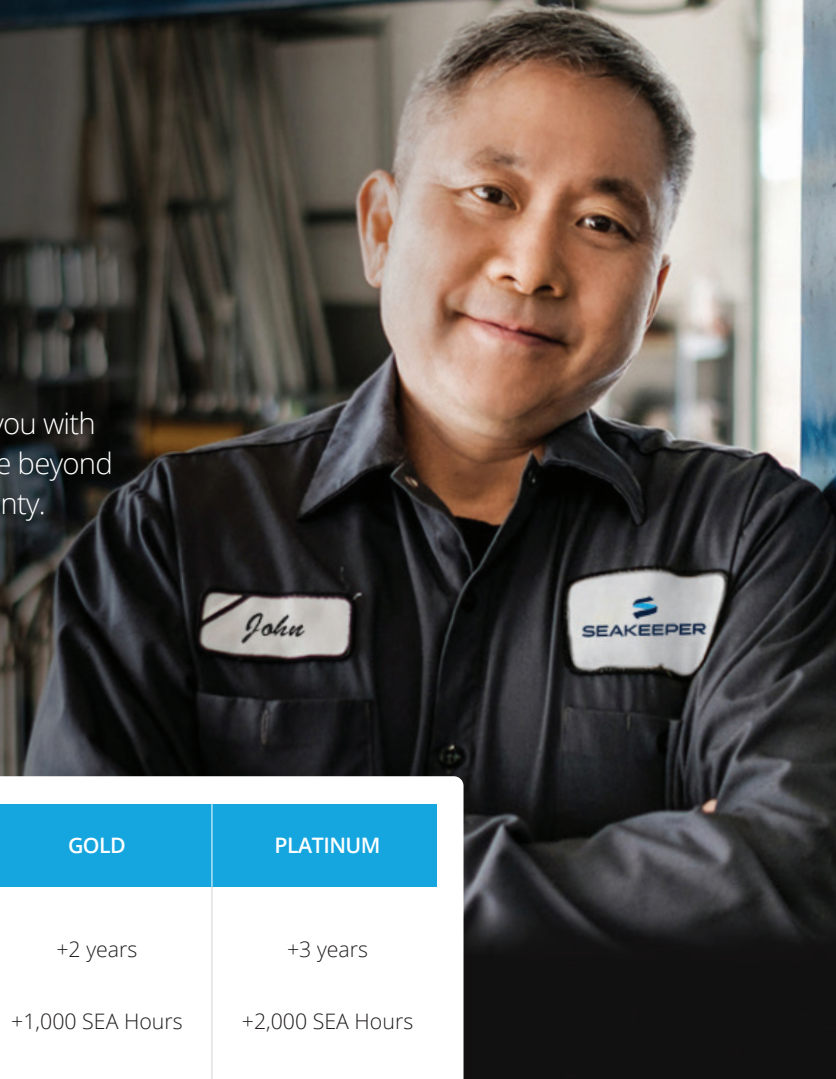 you with
e beyond
nty.
John
SEAKEEPER
GOLD PLATINUM
+2 years +3 years
+1,000 SEA Hours +2,000 SEA Hours